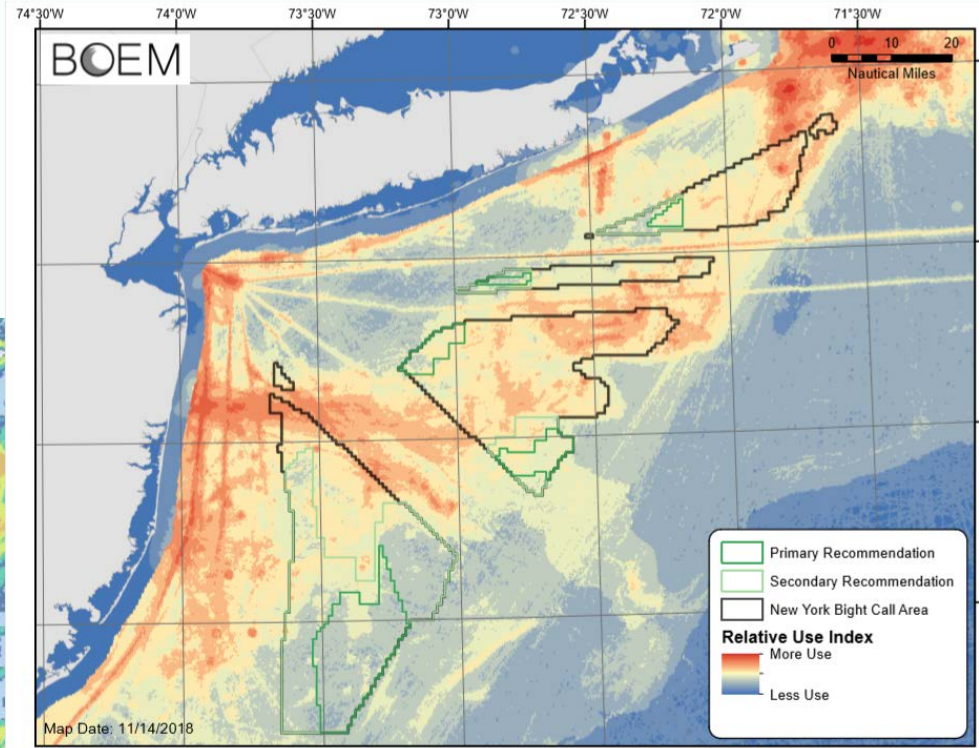 74°30'W 74°0'W 73°30'W 73°0'W 72°30'W 72°0'W 71°30'W
BOEM
0 10 20
Nautical Miles
Primary Recommendation
Secondary Recommendation
New York Bight Call Area
Relative Use Index
More Use
Less Use
Map Date: 11/14/2018